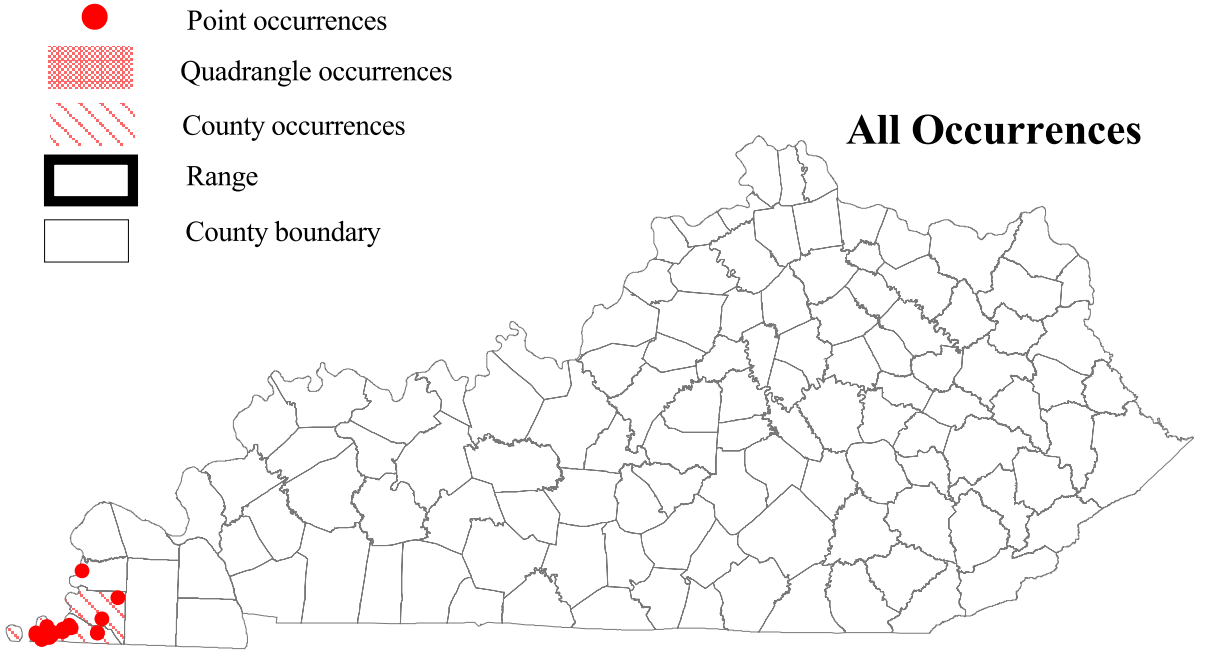 Point occurrences
Quadrangle occurrences
County occurrences
Range
County boundary
All Occurrences